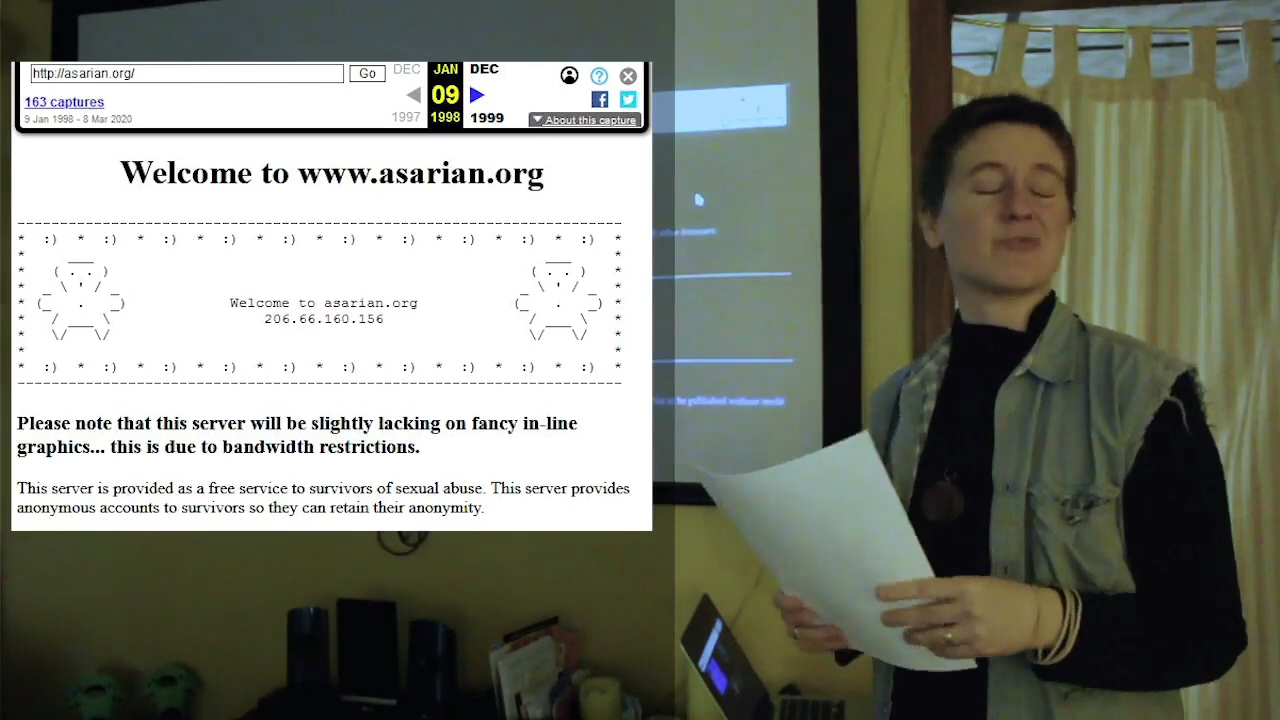 http://asarian.org/ Go DEC JAN DEC
163 captures 09
9 Jan 1998 - 8 Mar 2020 1997 1998 1999 About this capture
Welcome to www.asarian.org
* :) * :) * :) * :) * :) * :) * :) * :) * :) * :) *
Welcome to asarian.org
206.66.160.156
* :) * :) * :) * :) * :) * :) * :) * :) * :) * :) *
Please note that this server will be slightly lacking on fancy in-line
graphics... this is due to bandwidth restrictions.
This server is provided as a free service to survivors of sexual abuse. This server provides
anonymous accounts to survivors so they can retain their anonymity.